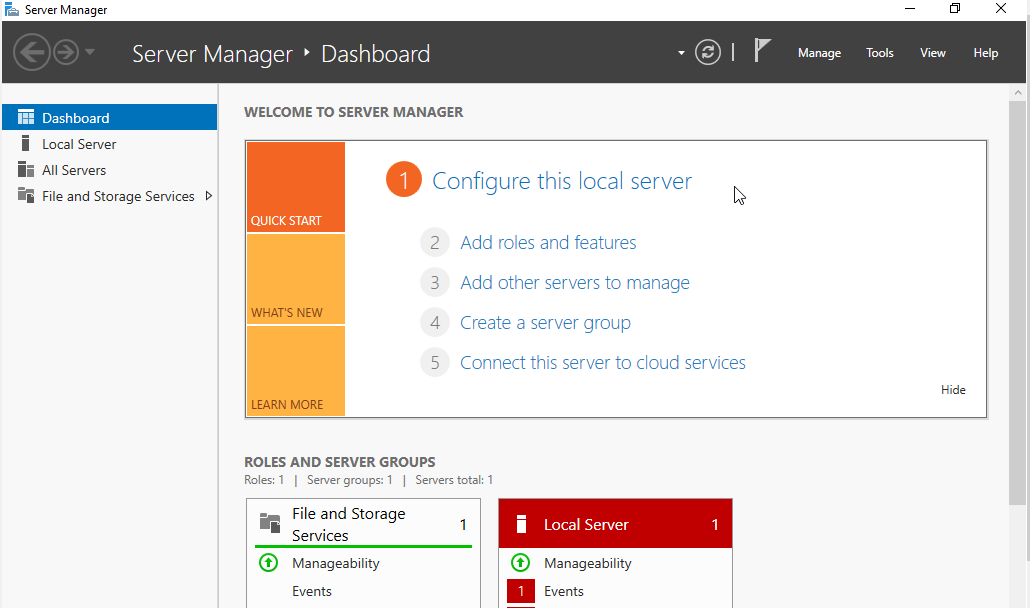 Server Manager
Server Manager ‣ Dashboard
Manage Tools View Help
Dashboard
Local Server
All Servers
File and Storage Services
WELCOME TO SERVER MANAGER
QUICK START
WHAT'S NEW
LEARN MORE
1 Configure this local server
2 Add roles and features
3 Add other servers to manage
4 Create a server group
5 Connect this server to cloud services
Hide
ROLES AND SERVER GROUPS
Roles: 1 | Server groups: 1 | Servers total: 1
File and Storage
Services 1
Manageability
Events
Local Server 1
Manageability
1 Events